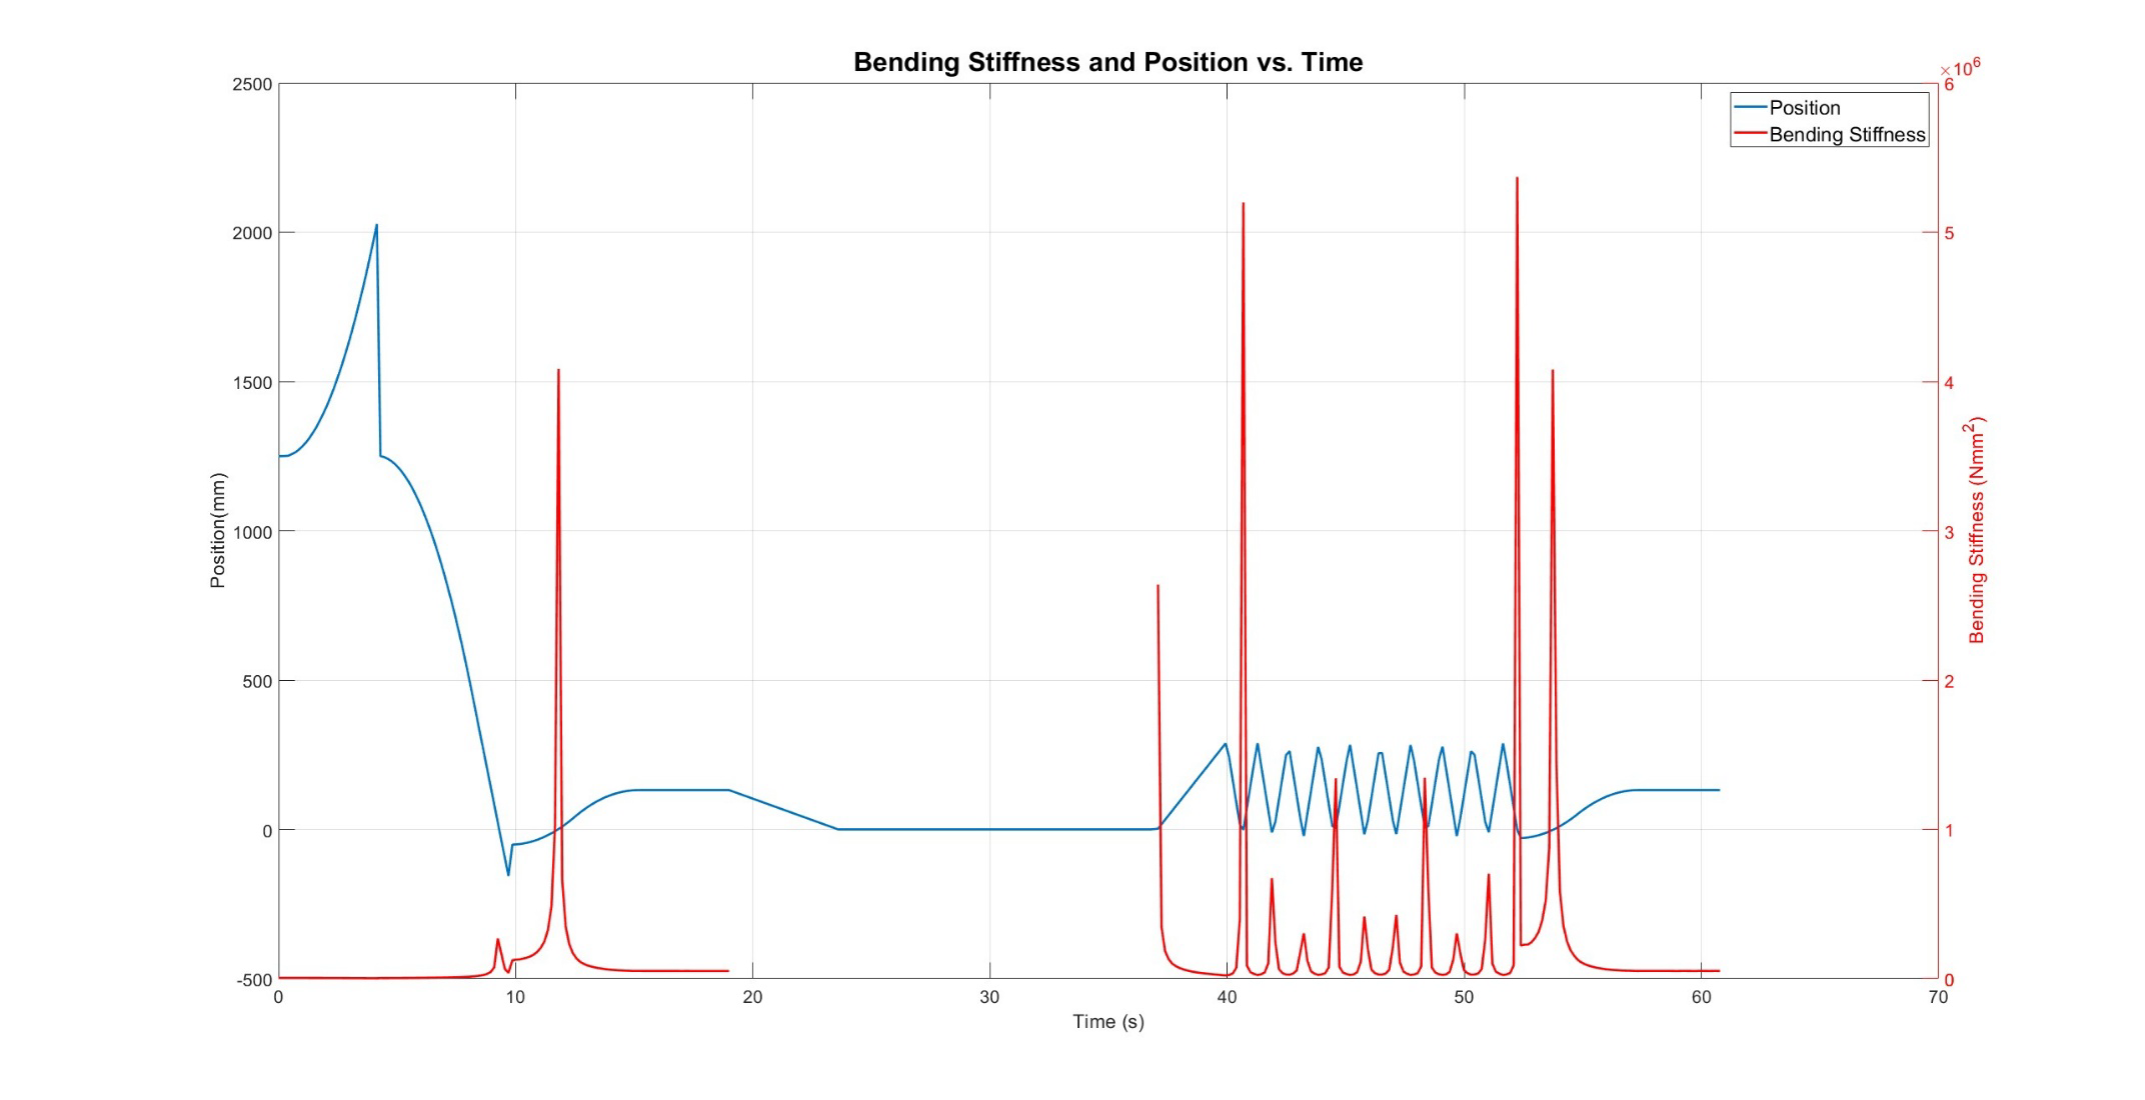 Bending Stiffness and Position vs. Time
×10^6
2500
2000
1500
1000
500
0
-500
Position(mm)
Position
Bending Stiffness
6
5
4
3
2
1
0
Bending Stiffness (Nmm^2)
0 10 20 30 40 50 60 70
Time (s)